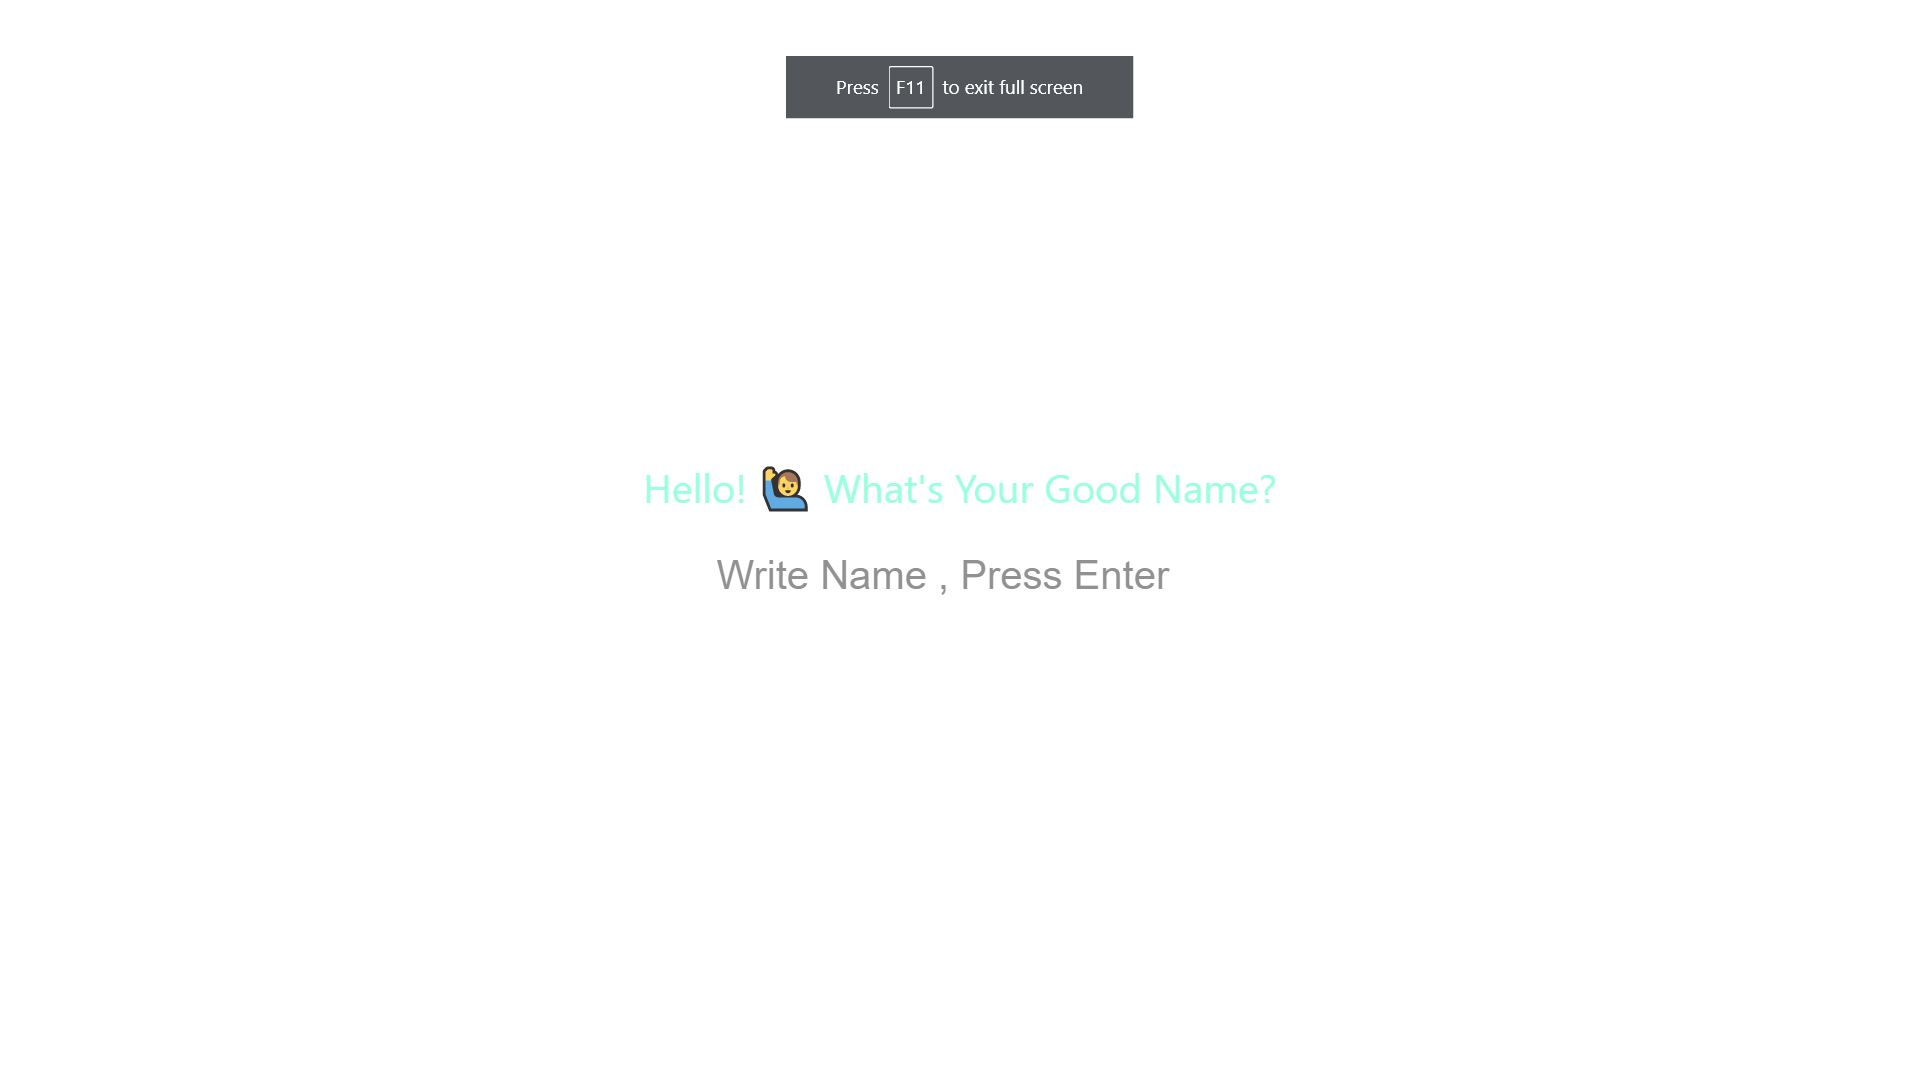 Press F11 to exit full screen
Hello! 🙋‍♂️ What's Your Good Name?
Write Name , Press Enter